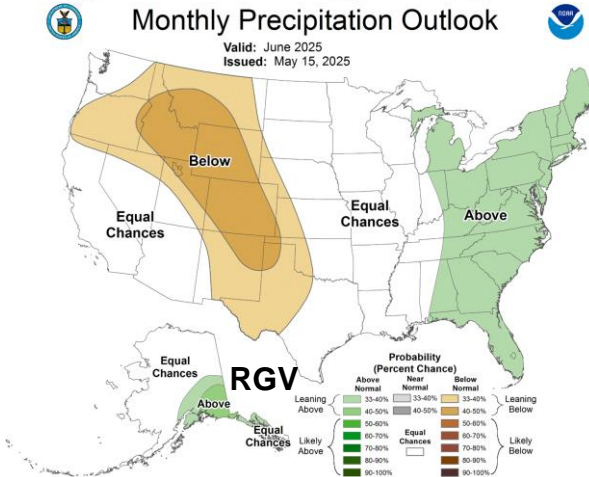 Monthly Precipitation Outlook
Valid: June 2025
Issued: May 15, 2025
NOAA
Below
Equal
Chances
Equal
Chances
Above
Equal
Chances
Above
Equal
Chances
RGV
Probability
(Percent Chance)
Above
Normal
Near
Normal
Below
Normal
Leaning
Above
33-40%
40-50%
33-40%
40-50%
33-40%
40-50%
Leaning
Below
Likely
Above
50-60%
60-70%
70-80%
80-90%
90-100%
Equal
Chances
50-60%
60-70%
70-80%
80-90%
90-100%
Likely
Below